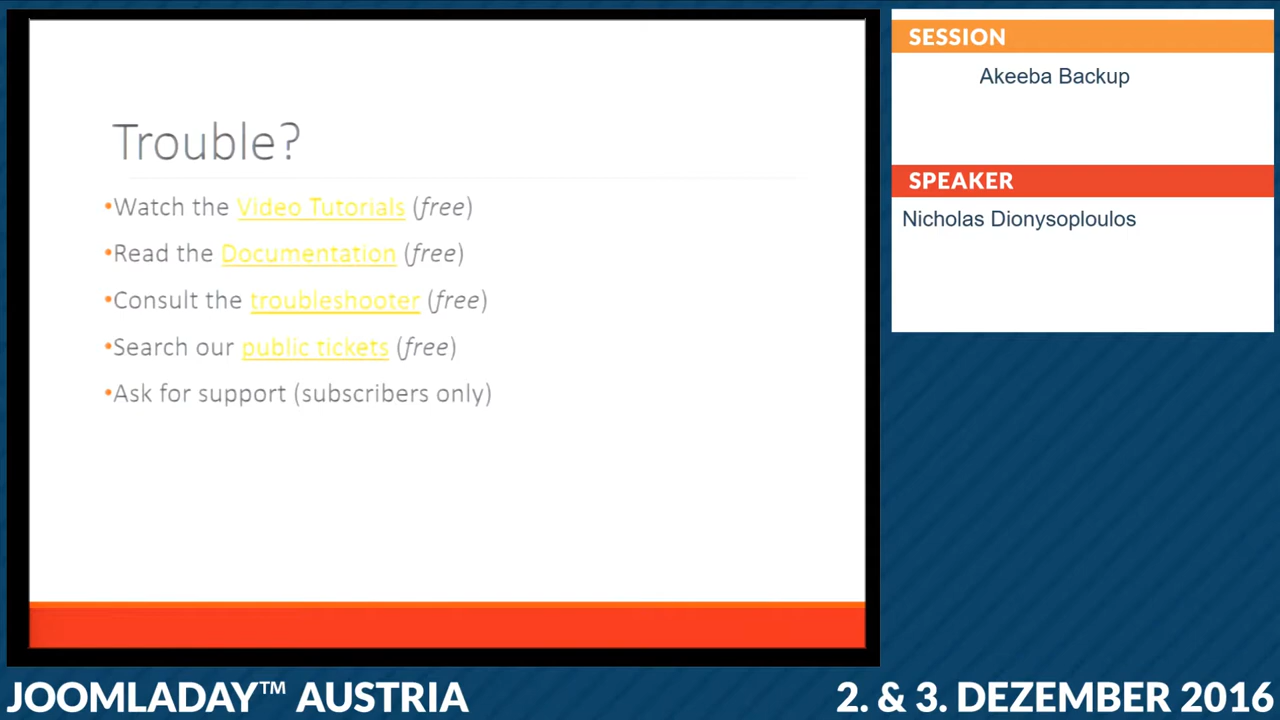 Trouble?
•Watch the Video Tutorials (free)
•Read the Documentation (free)
•Consult the troubleshooter (free)
•Search our public tickets (free)
•Ask for support (subscribers only)
SESSION
Akeeba Backup
SPEAKER
Nicholas Dionysoploulos
JOOMLADAY™ AUSTRIA
2. & 3. DEZEMBER 2016